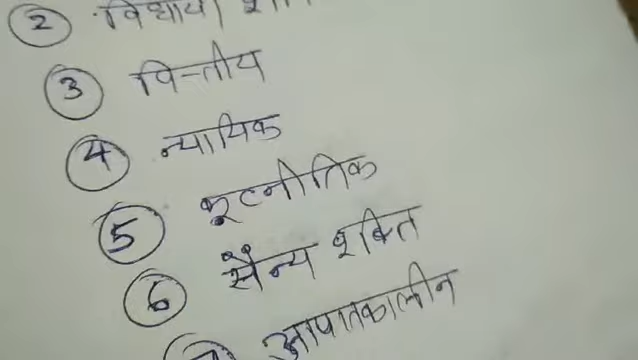 ② विधायी
③ वित्तीय
④ न्यायिक
⑤ कूटनीतिक
⑥ सैन्य शक्ति
आपातकालीन